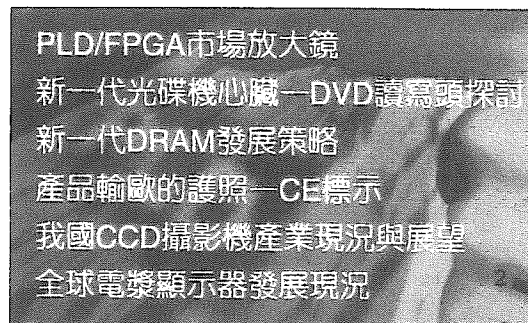 PLD/FPGA市場放大鏡
新一代光碟機心臟—DVD讀寫頭探討
新一代DRAM發展策略
產品輸歐的護照—CE標示
我國CCD攝影機產業現況與展望
全球電漿顯示器發展現況
2